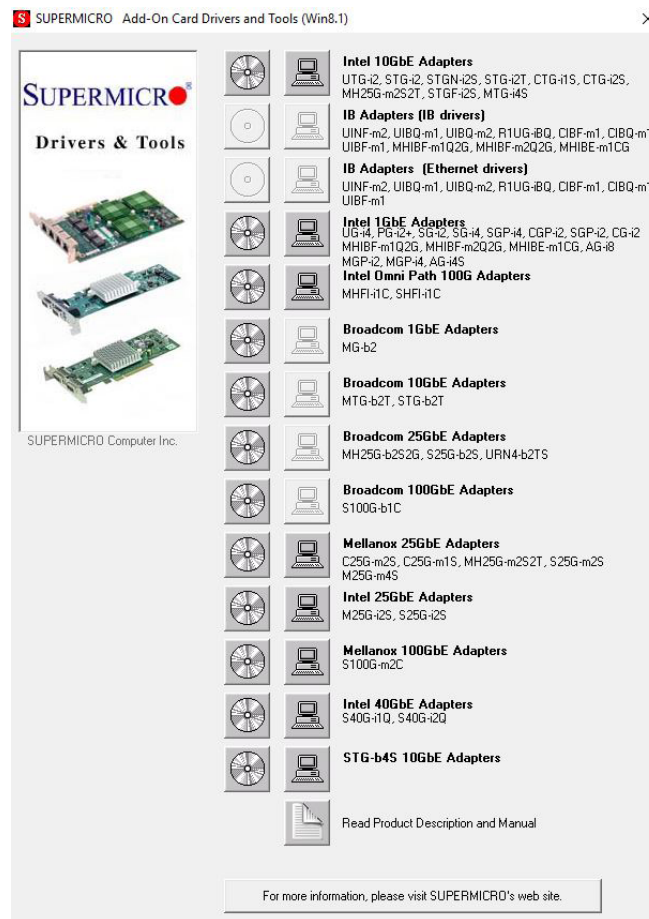 SUPERMICRO Add-On Card Drivers and Tools (Win8.1)
SUPERMICRO
Drivers & Tools
SUPERMICRO Computer Inc.
Intel 10GbE Adapters
UTG-i2, STG-i2, STGN-i2S, STG-i2T, CTG-i1S, CTG-i2S,
MH25G-m2S2T, STGF-i2S, MTG-i4S
IB Adapters (IB drivers)
UINF-m2, UIBQ-m1, UIBQ-m2, R1UG-iBQ, CIBF-m1, CIBQ-m1
UIBF-m1, MHIBF-m1Q2G, MHIBF-m2Q2G, MHIBE-m1CG
IB Adapters (Ethernet drivers)
UINF-m2, UIBQ-m1, UIBQ-m2, R1UG-iBQ, CIBF-m1, CIBQ-m1
UIBF-m1
Intel 1GbE Adapters
UG-i4, PG-i2+, SG-i2, SG-i4, SGP-i4, CGP-i2, SGP-i2, CG-i2
MHIBF-m1Q2G, MHIBF-m2Q2G, MHIBE-m1CG, AG-i8
MGP-i2, MGP-i4, AG-i4S
Intel Omni Path 100G Adapters
MHFI-i1C, SHFI-i1C
Broadcom 1GbE Adapters
MG-b2
Broadcom 10GbE Adapters
MTG-b2T, STG-b2T
Broadcom 25GbE Adapters
MH25G-b2S2G, S25G-b2S, URN4-b2TS
Broadcom 100GbE Adapters
S100G-b1C
Mellanox 25GbE Adapters
C25G-m2S, C25G-m1S, MH25G-m2S2T, S25G-m2S
M25G-m4S
Intel 25GbE Adapters
M25G-i2S, S25G-i2S
Mellanox 100GbE Adapters
S100G-m2C
Intel 40GbE Adapters
S40G-i1Q, S40G-i2Q
STG-b4S 10GbE Adapters
Read Product Description and Manual
For more information, please visit SUPERMICRO's web site.